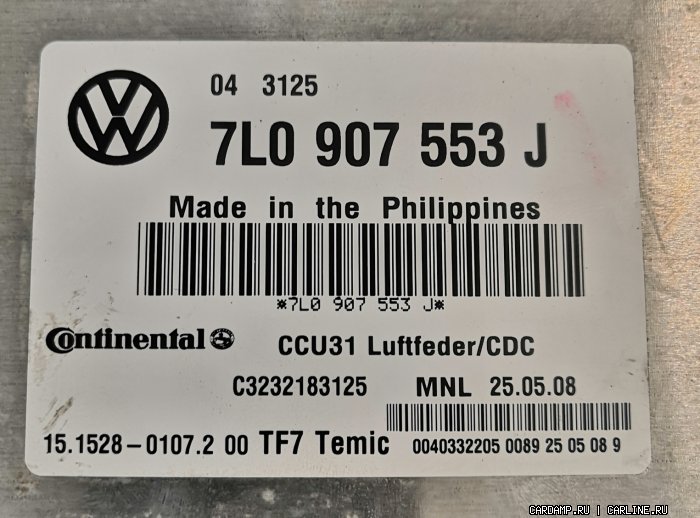 04 3125
7L0 907 553 J
Made in the Philippines
*7L0 907 553 J*
Continental CCU31 Luftfeder/CDC
C3232183125 MNL 25.05.08
15.1528-0107.2 00 TF7 Temic 0040332205 0089 25 05 08 9
CARDAMP.RU | CARLINE.RU